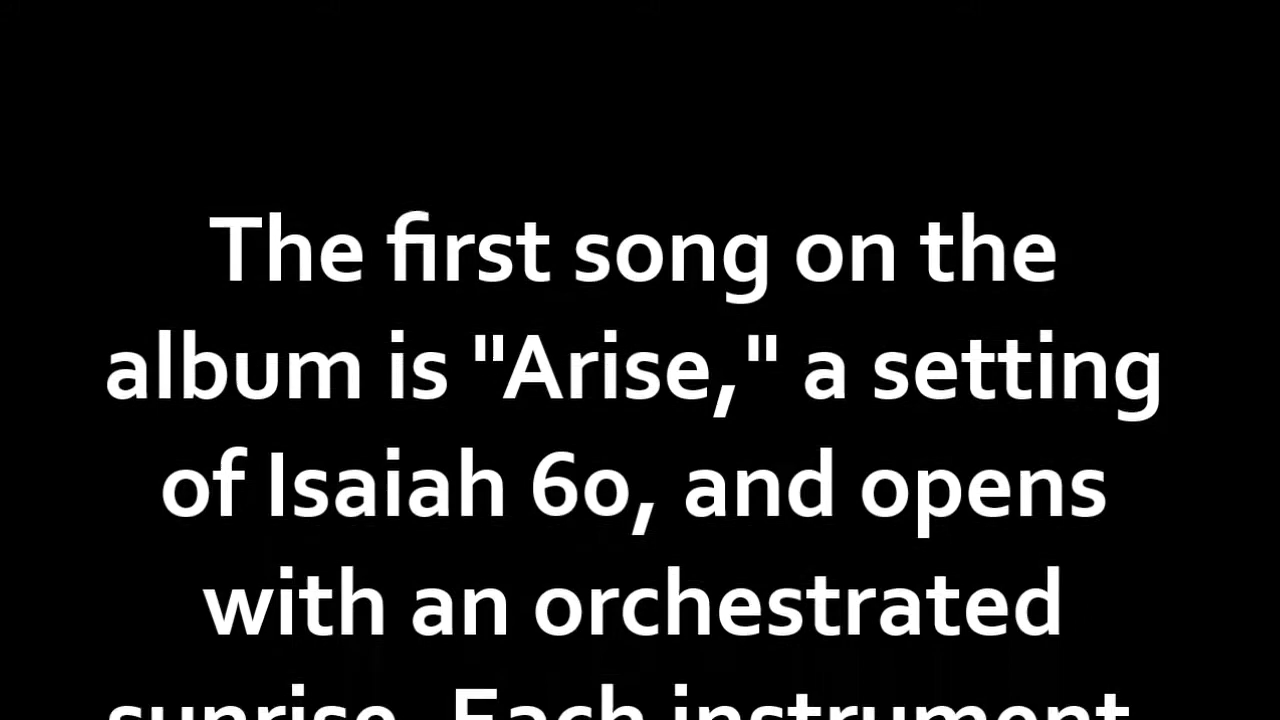 The first song on the
album is "Arise," a setting
of Isaiah 60, and opens
with an orchestrated
sunrise. Each instrument